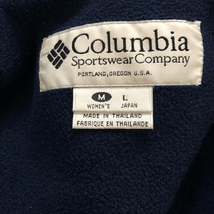 Columbia
Sportswear Company
PORTLAND, OREGON U.S.A.
M L
WOMEN'S JAPAN
MADE IN THAILAND
FABRIQUE EN THAILANDE